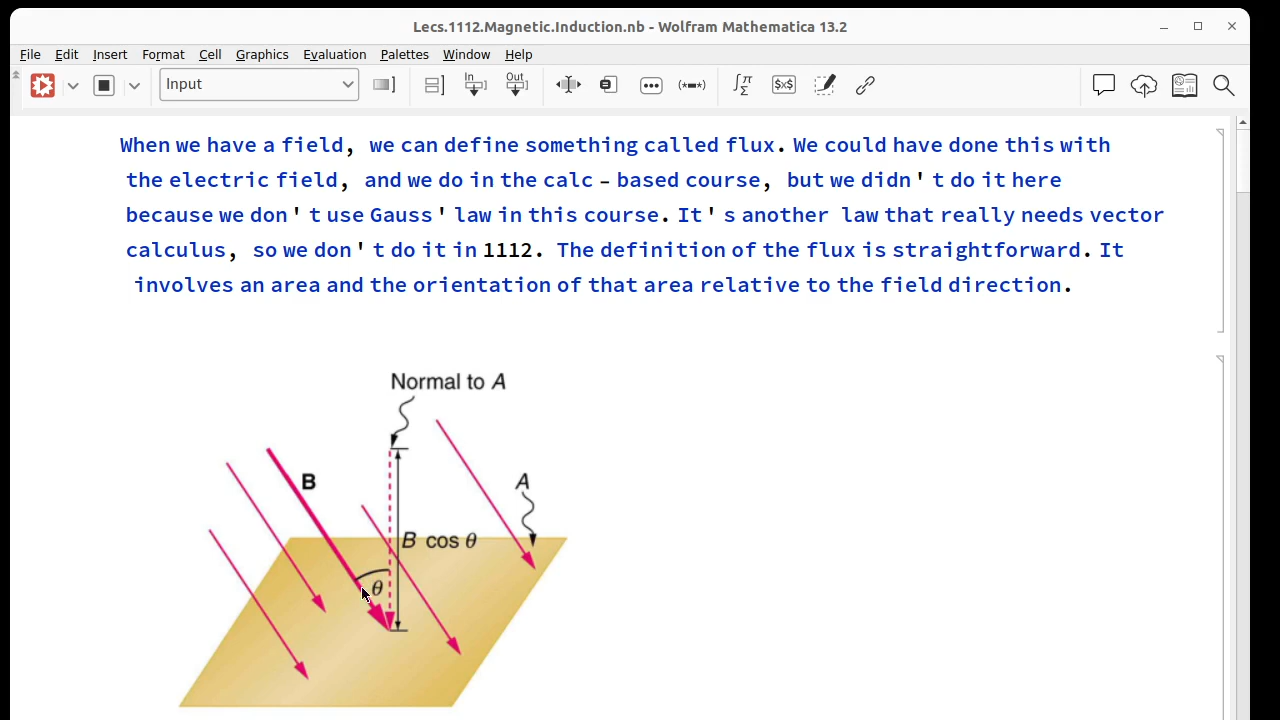 Lecs.1112.Magnetic.Induction.nb - Wolfram Mathematica 13.2
File Edit Insert Format Cell Graphics Evaluation Palettes Window Help
Input In Out
When we have a field, we can define something called flux. We could have done this with
the electric field, and we do in the calc - based course, but we didn ' t do it here
because we don ' t use Gauss ' law in this course. It ' s another law that really needs vector
calculus, so we don ' t do it in 1112. The definition of the flux is straightforward. It
involves an area and the orientation of that area relative to the field direction.
Normal to A
B
A
B cos θ
θ